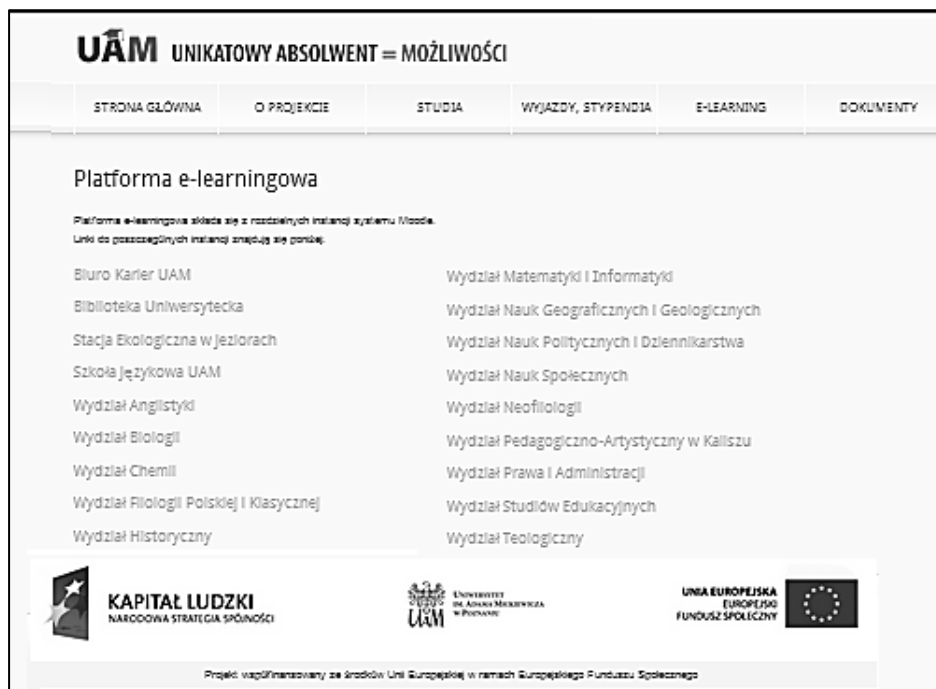 UAM UNIKATOWY ABSOLWENT = MOŻLIWOŚCI
STRONA GŁÓWNA O PROJEKCIE STUDIA WYJAZDY, STYPENDIA E-LEARNING DOKUMENTY
Platforma e-learningowa
Platforma e-learningowa składa się z rozdzielnych instancji systemu Moodle.
Linki do poszczególnych instancji znajdują się poniżej.
Biuro Karier UAM
Biblioteka Uniwersytecka
Stacja Ekologiczna w Jeziorach
Szkoła Językowa UAM
Wydział Anglistyki
Wydział Biologii
Wydział Chemii
Wydział Filologii Polskiej i Klasycznej
Wydział Historyczny
Wydział Matematyki i Informatyki
Wydział Nauk Geograficznych i Geologicznych
Wydział Nauk Politycznych i Dziennikarstwa
Wydział Nauk Społecznych
Wydział Neofilologii
Wydział Pedagogiczno-Artystyczny w Kaliszu
Wydział Prawa i Administracji
Wydział Studiów Edukacyjnych
Wydział Teologiczny
KAPITAŁ LUDZKI
NARODOWA STRATEGIA SPÓJNOŚCI
UAM
UNIWERSYTET
IM. ADAMA MICKIEWICZA
W POZNANIU
UNIA EUROPEJSKA
EUROPEJSKI
FUNDUSZ SPOŁECZNY
Projekt współfinansowany ze środków Unii Europejskiej w ramach Europejskiego Funduszu Społecznego